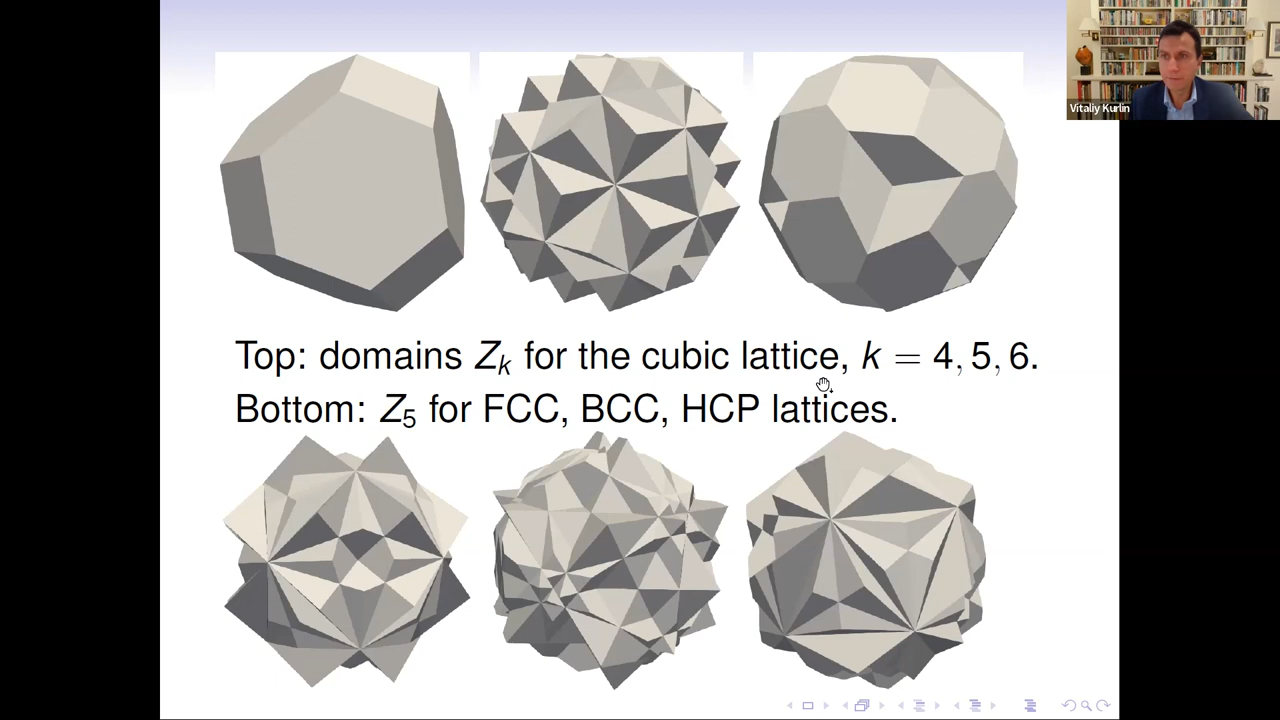 Vitaliy Kurlin
Top: domains Zk for the cubic lattice, k = 4, 5, 6.
Bottom: Z5 for FCC, BCC, HCP lattices.